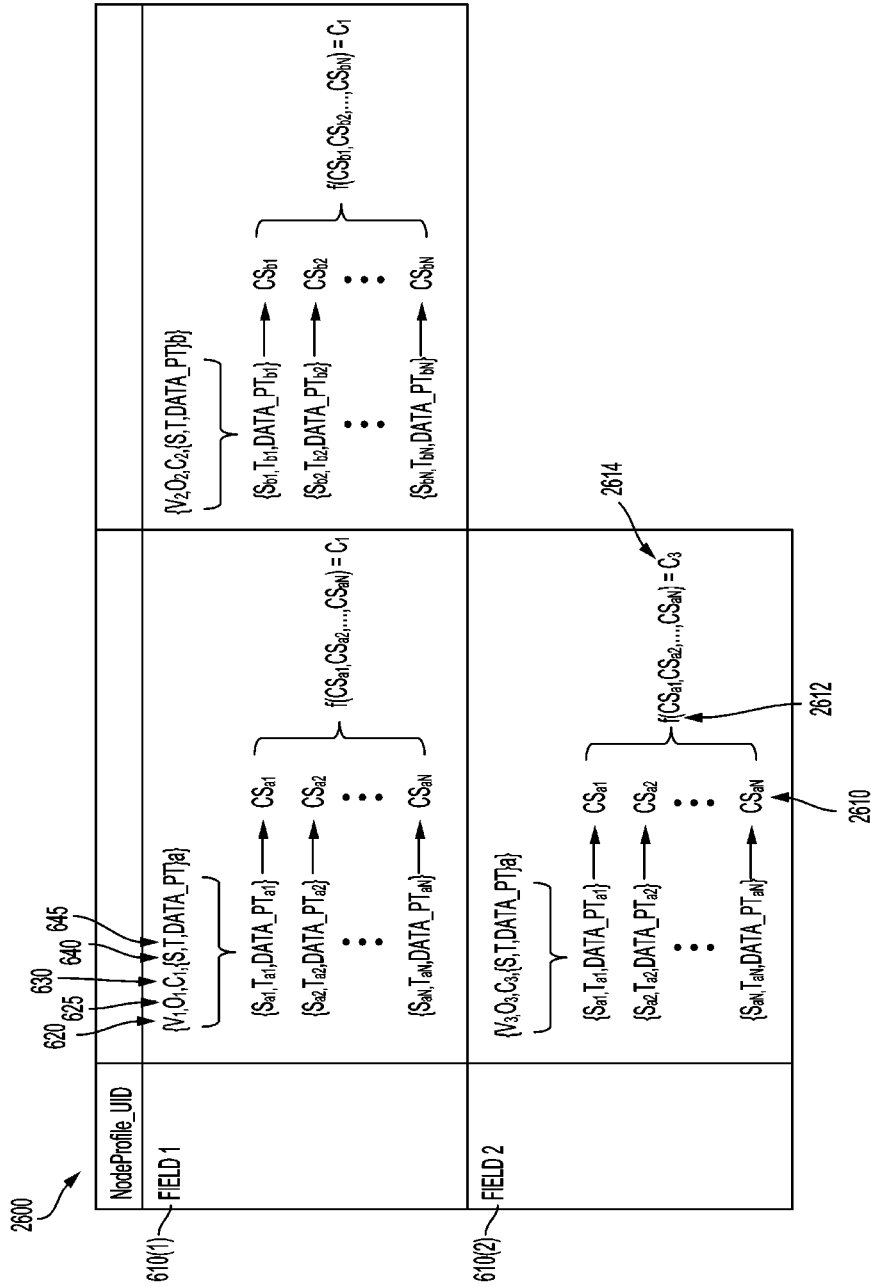 2600
NodeProfile_UID
620
625
630
640
645
610(1)
FIELD 1
{V₁,O₁,C₁,{S,T,DATA_PT}a}
{Sa1,Ta1,DATA_PTa1} → CSa1
{Sa2,Ta2,DATA_PTa2} → CSa2
{SaN,TaN,DATA_PTaN} → CSaN
f(CSa1,CSa2,...,CSaN) = C₁
{V₂O₂,C₂,{S,T,DATA_PT}b}
{Sb1,Tb1,DATA_PTb1} → CSb1
{Sb2,Tb2,DATA_PTb2} → CSb2
{SbN,TbN,DATA_PTbN} → CSbN
f(CSb1,CSb2,...,CSbN) = C₁
610(2)
FIELD 2
{V₃,O₃,C₃,{S,T,DATA_PT}a}
{Sa1,Ta1,DATA_PTa1} → CSa1
{Sa2,Ta2,DATA_PTa2} → CSa2
{SaN,TaN,DATA_PTaN} → CSaN
f(CSa1,CSa2,...,CSaN) = C₃
2610
2612
2614